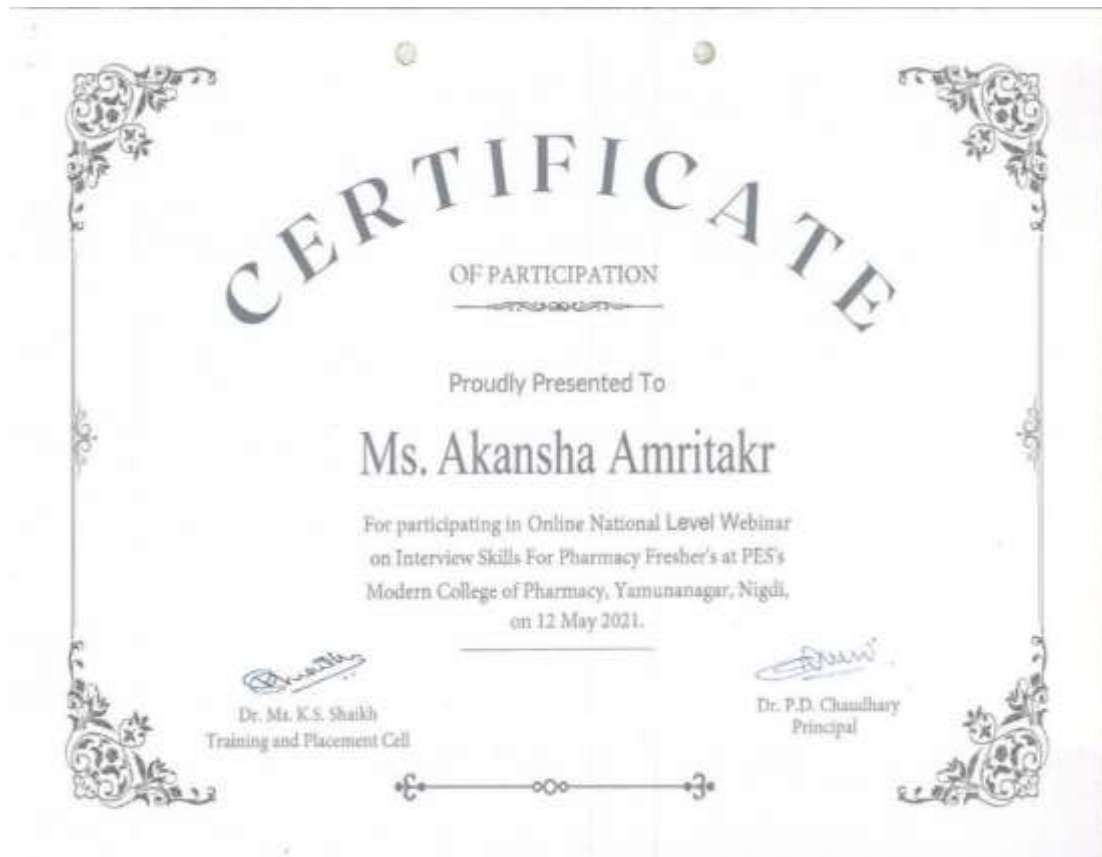 CERTIFICATE
OF PARTICIPATION
Proudly Presented To
Ms. Akansha Amritakr
For participating in Online National Level Webinar
on Interview Skills For Pharmacy Fresher's at PES's
Modern College of Pharmacy, Yamunanagar, Nigdi,
on 12 May 2021.
Dr. Ms. K.S. Shaikh
Training and Placement Cell
Dr. P.D. Chaudhary
Principal